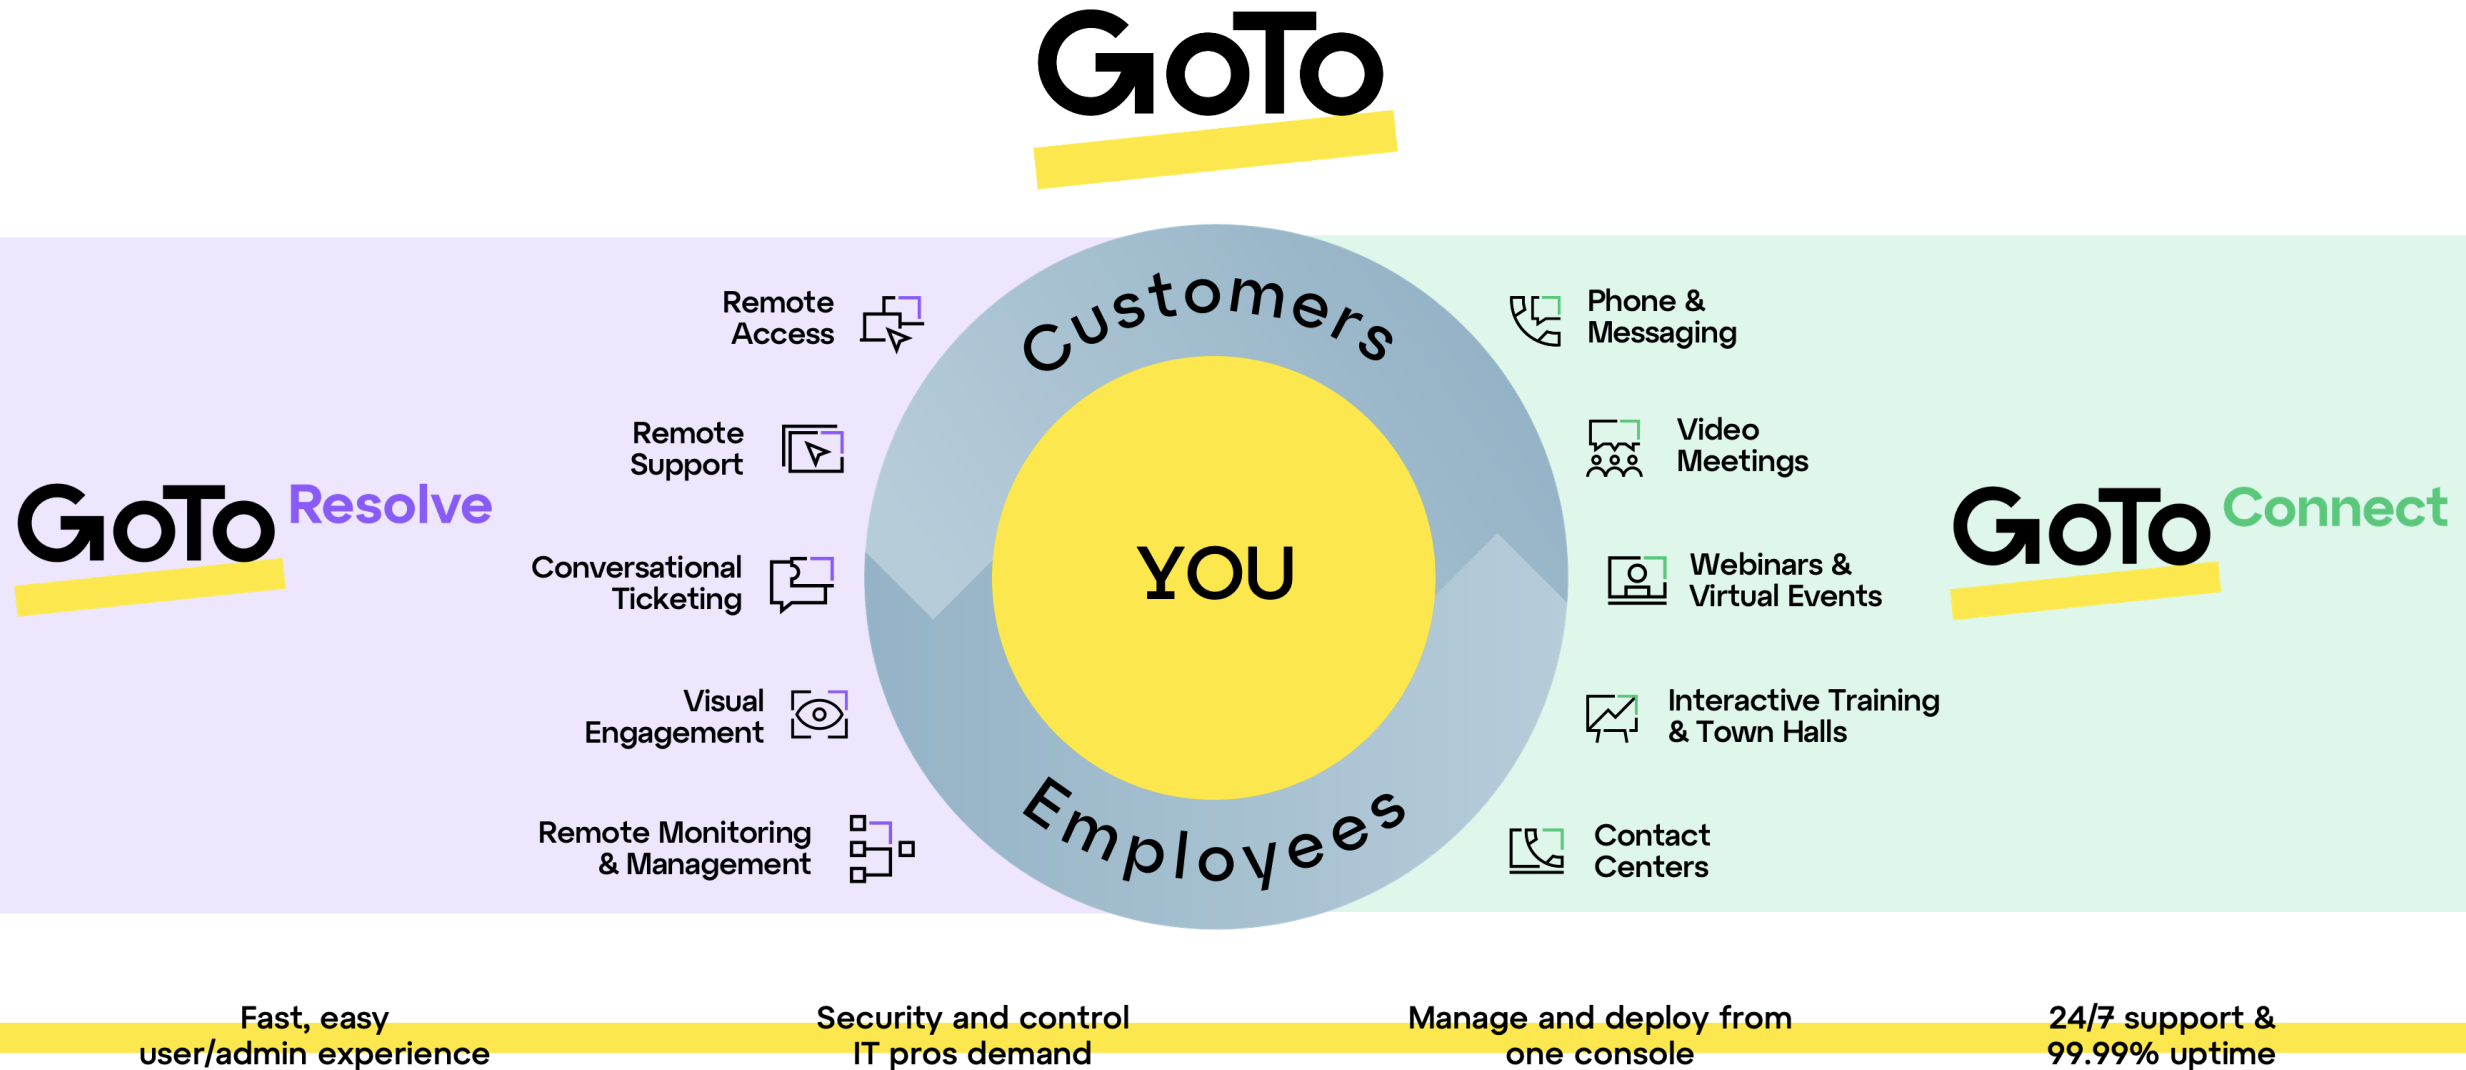 GoTo
Customers
YOU
Employees
GoTo Resolve
Remote
Access
Remote
Support
Conversational
Ticketing
Visual
Engagement
Remote Monitoring
& Management
Phone &
Messaging
Video
Meetings
Webinars &
Virtual Events
Interactive Training
& Town Halls
Contact
Centers
GoTo Connect
Fast, easy
user/admin experience
Security and control
IT pros demand
Manage and deploy from
one console
24/7 support &
99.99% uptime